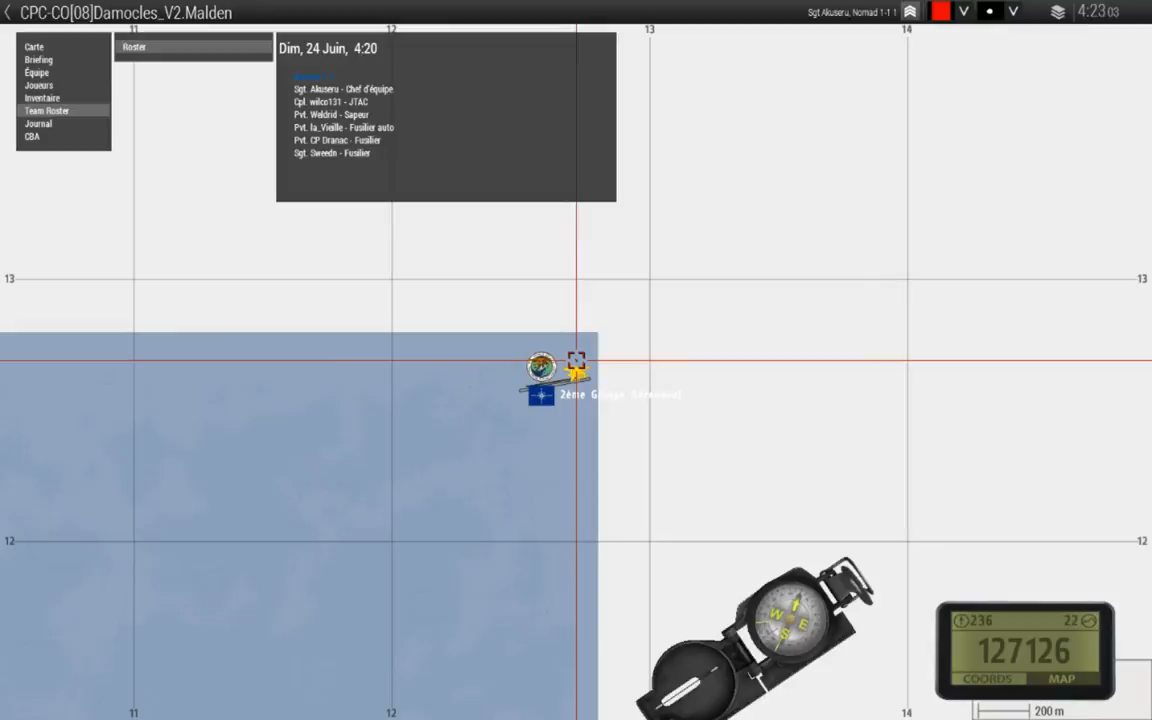 CPC-CO[08]Damocles_V2.Malden
Sgt Akuseru, Nomad 1-1 1
4:23 03
11
12
13
14
Carte
Briefing
Équipe
Joueurs
Inventaire
Team Roster
Journal
CBA
Roster
Dim, 24 Juin, 4:20
Sgt. Akuseru - Chef d'équipe
Cpl. wilco131 - JTAC
Pvt. Weldrid - Sapeur
Pvt. la_Vieille - Fusilier auto
Pvt. CP Dranac - Fusilier
Sgt. Sweedn - Fusilier
13
13
2ème
12
12
W
E
S
236
22
127126
COORDS
MAP
11
12
14
200 m